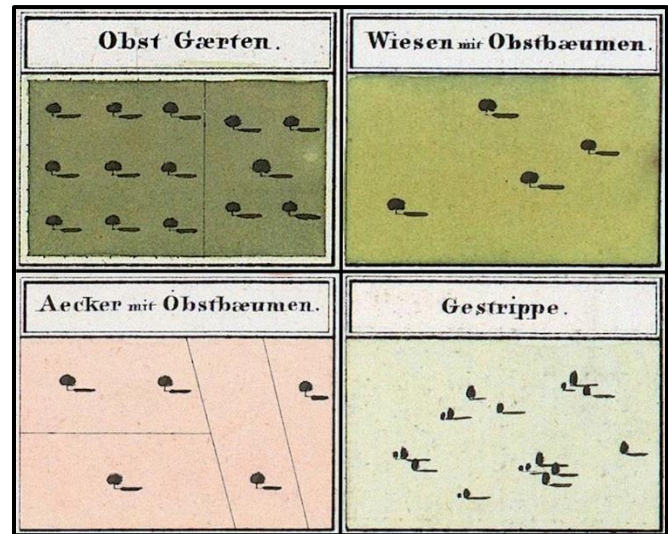 Obst Gærten.
Wiesen mit Obstbæumen.
Aecker mit Obstbæumen.
Gestrippe.